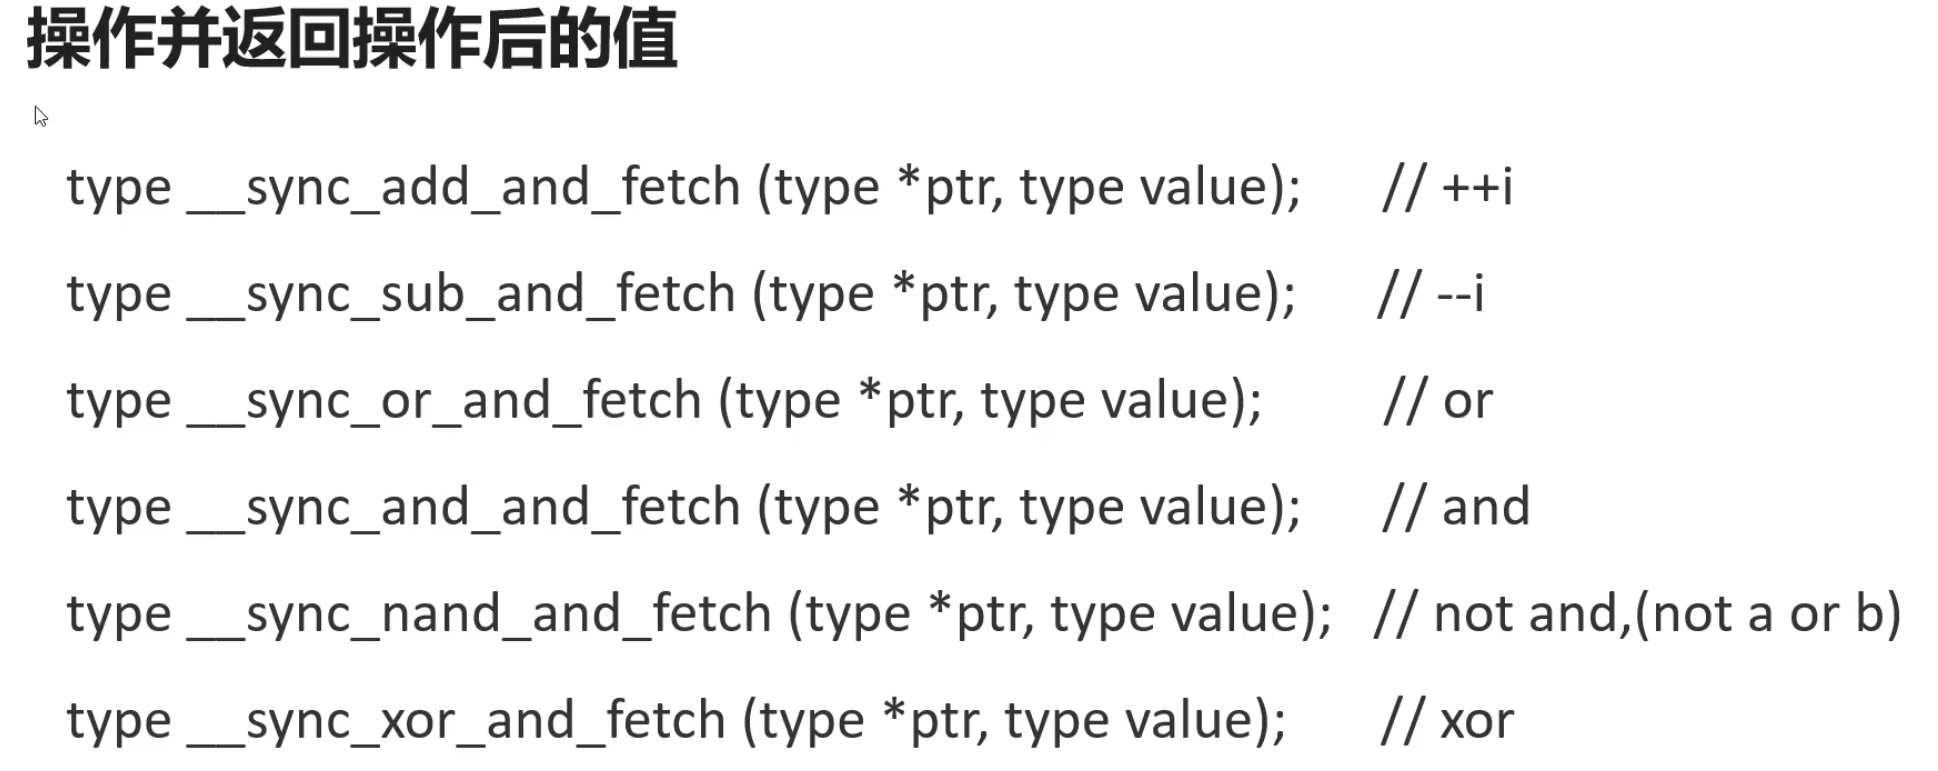 操作并返回操作后的值
type __sync_add_and_fetch (type *ptr, type value); // ++i
type __sync_sub_and_fetch (type *ptr, type value); // --i
type __sync_or_and_fetch (type *ptr, type value); // or
type __sync_and_and_fetch (type *ptr, type value); // and
type __sync_nand_and_fetch (type *ptr, type value); // not and,(not a or b)
type __sync_xor_and_fetch (type *ptr, type value); // xor